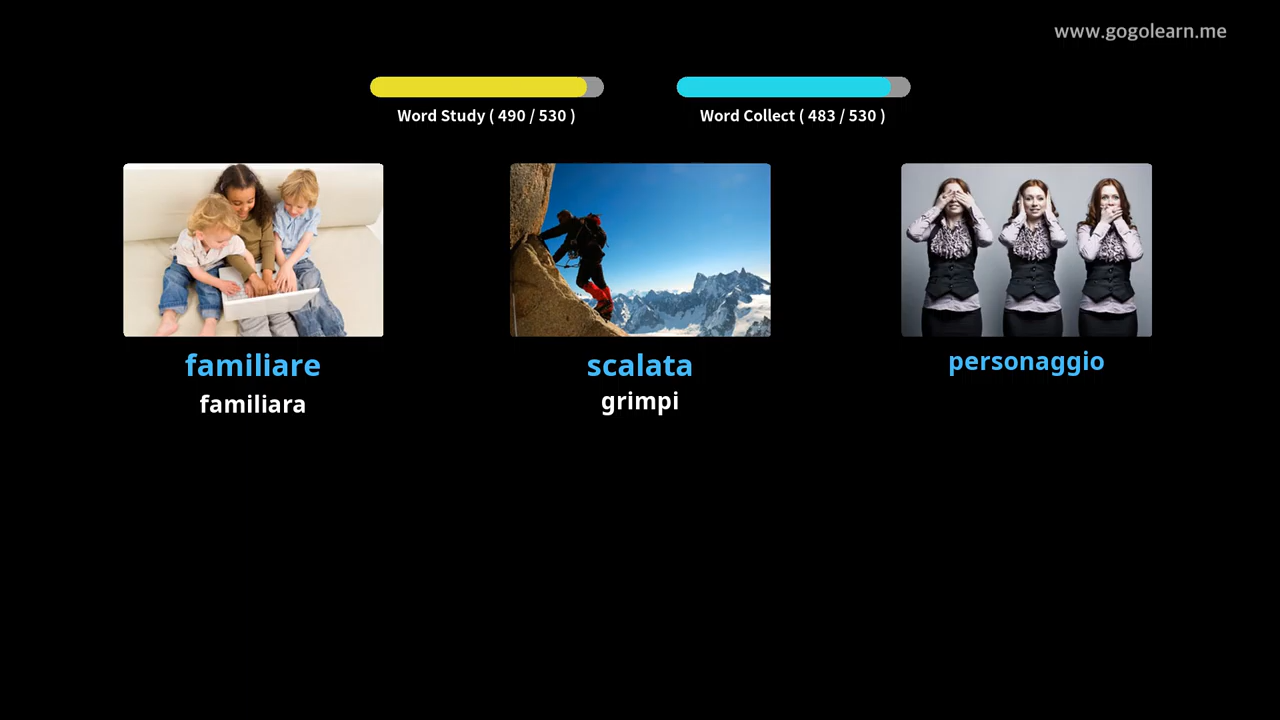 www.gogolearn.me
Word Study ( 490 / 530 )
Word Collect ( 483 / 530 )
familiare
familiara
scalata
grimpi
personaggio